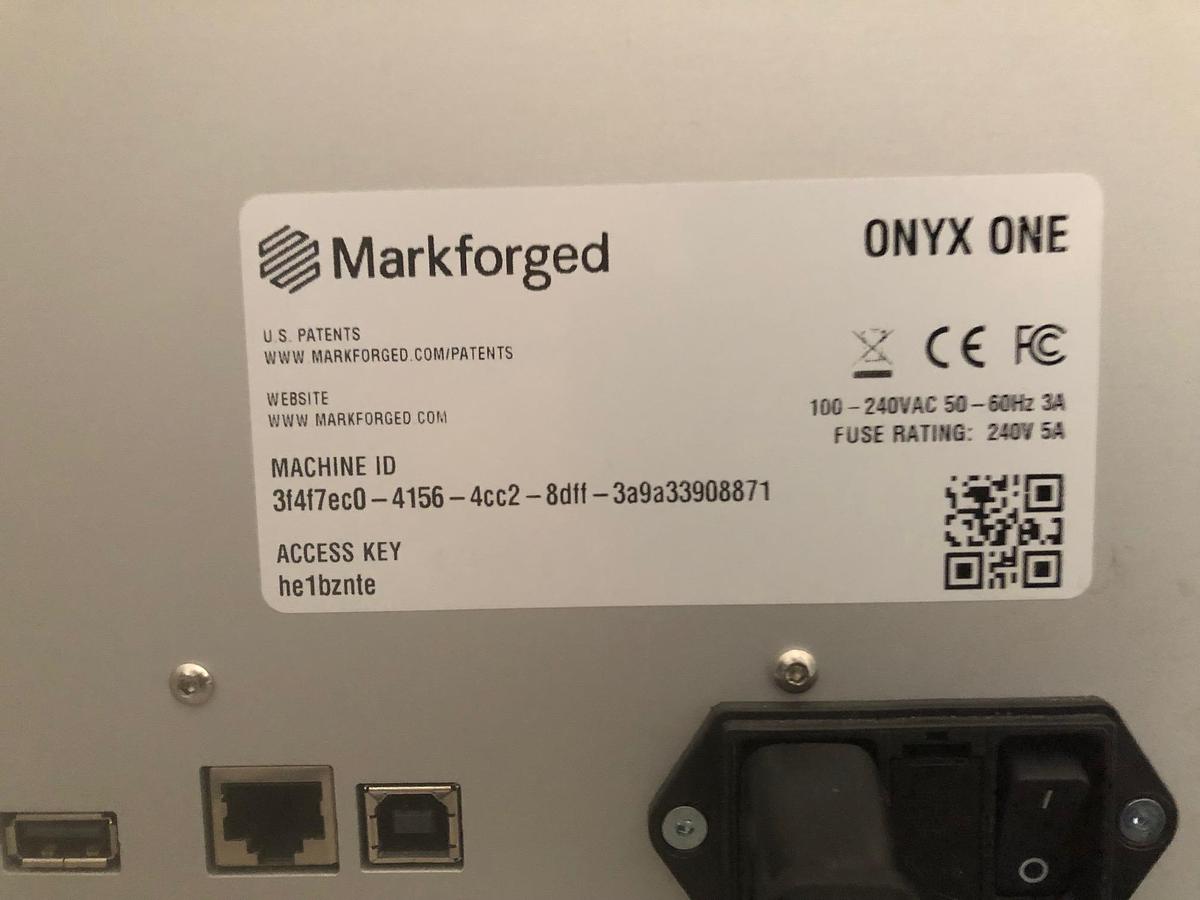 Markforged
ONYX ONE
U.S. PATENTS
WWW MARKFORGED.COM/PATENTS
WEBSITE
WWW MARKFORGED COM
CE FC
100-240VAC 50-60Hz 3A
FUSE RATING: 240V 5A
MACHINE ID
3f4f7ec0-4156-4cc2-8dff-3a9a33908871
ACCESS KEY
he1bznte